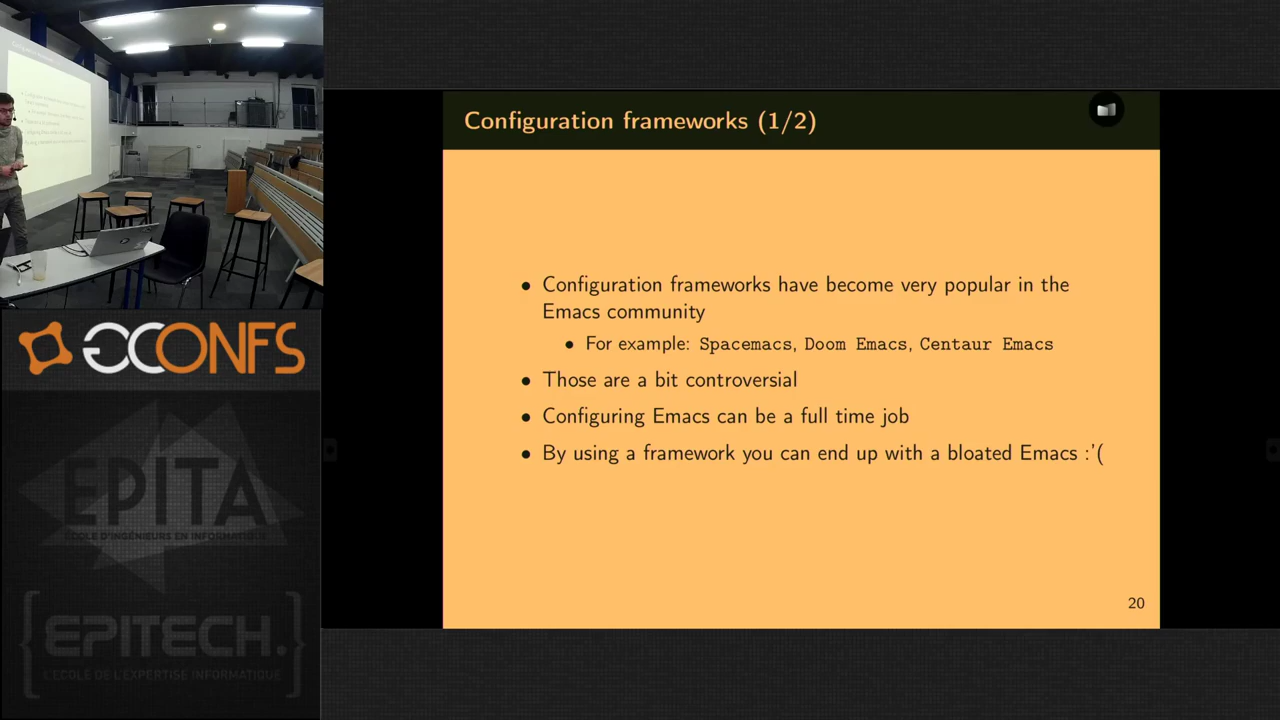 Configuration frameworks (1/2)
• Configuration frameworks have become very popular in the
Emacs community
• For example: Spacemacs, Doom Emacs, Centaur Emacs
• Those are a bit controversial
• Configuring Emacs can be a full time job
• By using a framework you can end up with a bloated Emacs :'(
20
GCONFS
EPITA
ÉCOLE D'INGÉNIEURS EN INFORMATIQUE
{EPITECH.}
L'ÉCOLE DE L'EXPERTISE INFORMATIQUE